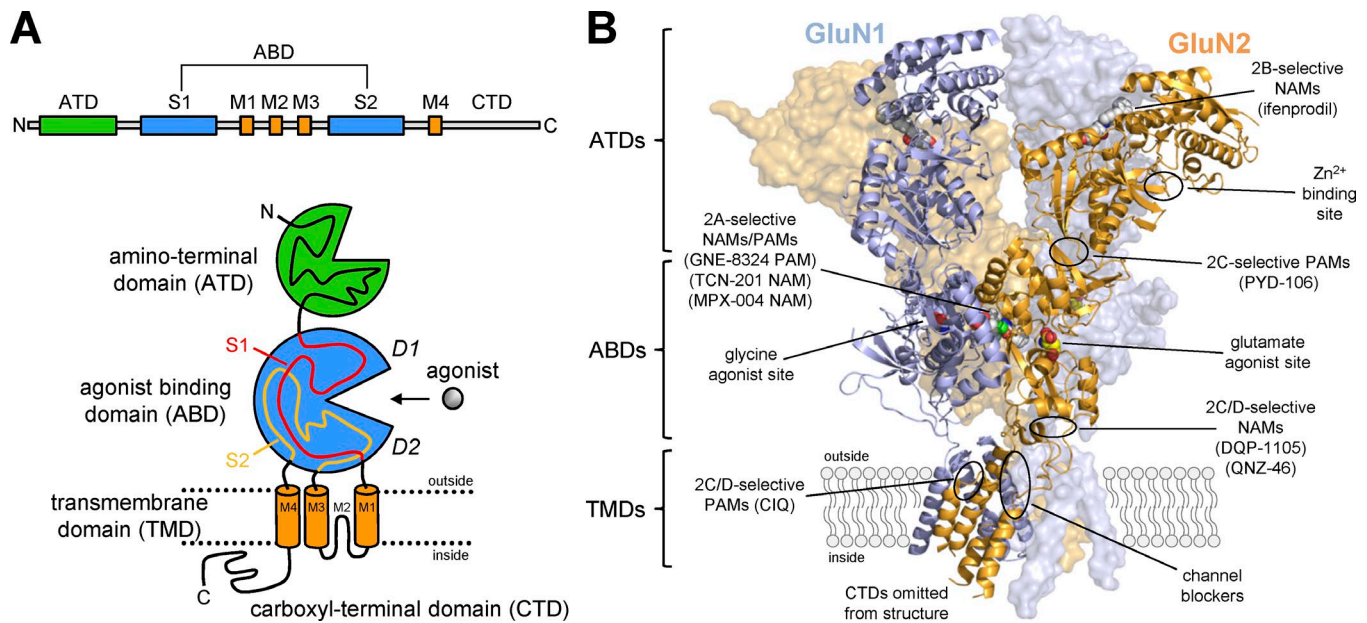 A
ABD
ATD
S1
M1 M2 M3
S2
M4
CTD
N
C
N
amino-terminal
domain (ATD)
S1
D1
agonist
agonist binding
domain (ABD)
S2
D2
transmembrane
domain (TMD)
M4
M3
M2
M1
outside
inside
C
carboxyl-terminal domain (CTD)
B
GluN1
GluN2
ATDs
ABDs
TMDs
2B-selective
NAMs
(ifenprodil)
Zn2+
binding
site
2A-selective
NAMs/PAMs
(GNE-8324 PAM)
(TCN-201 NAM)
(MPX-004 NAM)
2C-selective PAMs
(PYD-106)
glycine
agonist site
glutamate
agonist site
2C/D-selective
NAMs
(DQP-1105)
(QNZ-46)
outside
2C/D-selective
PAMs (CIQ)
inside
CTDs omitted
from structure
channel
blockers